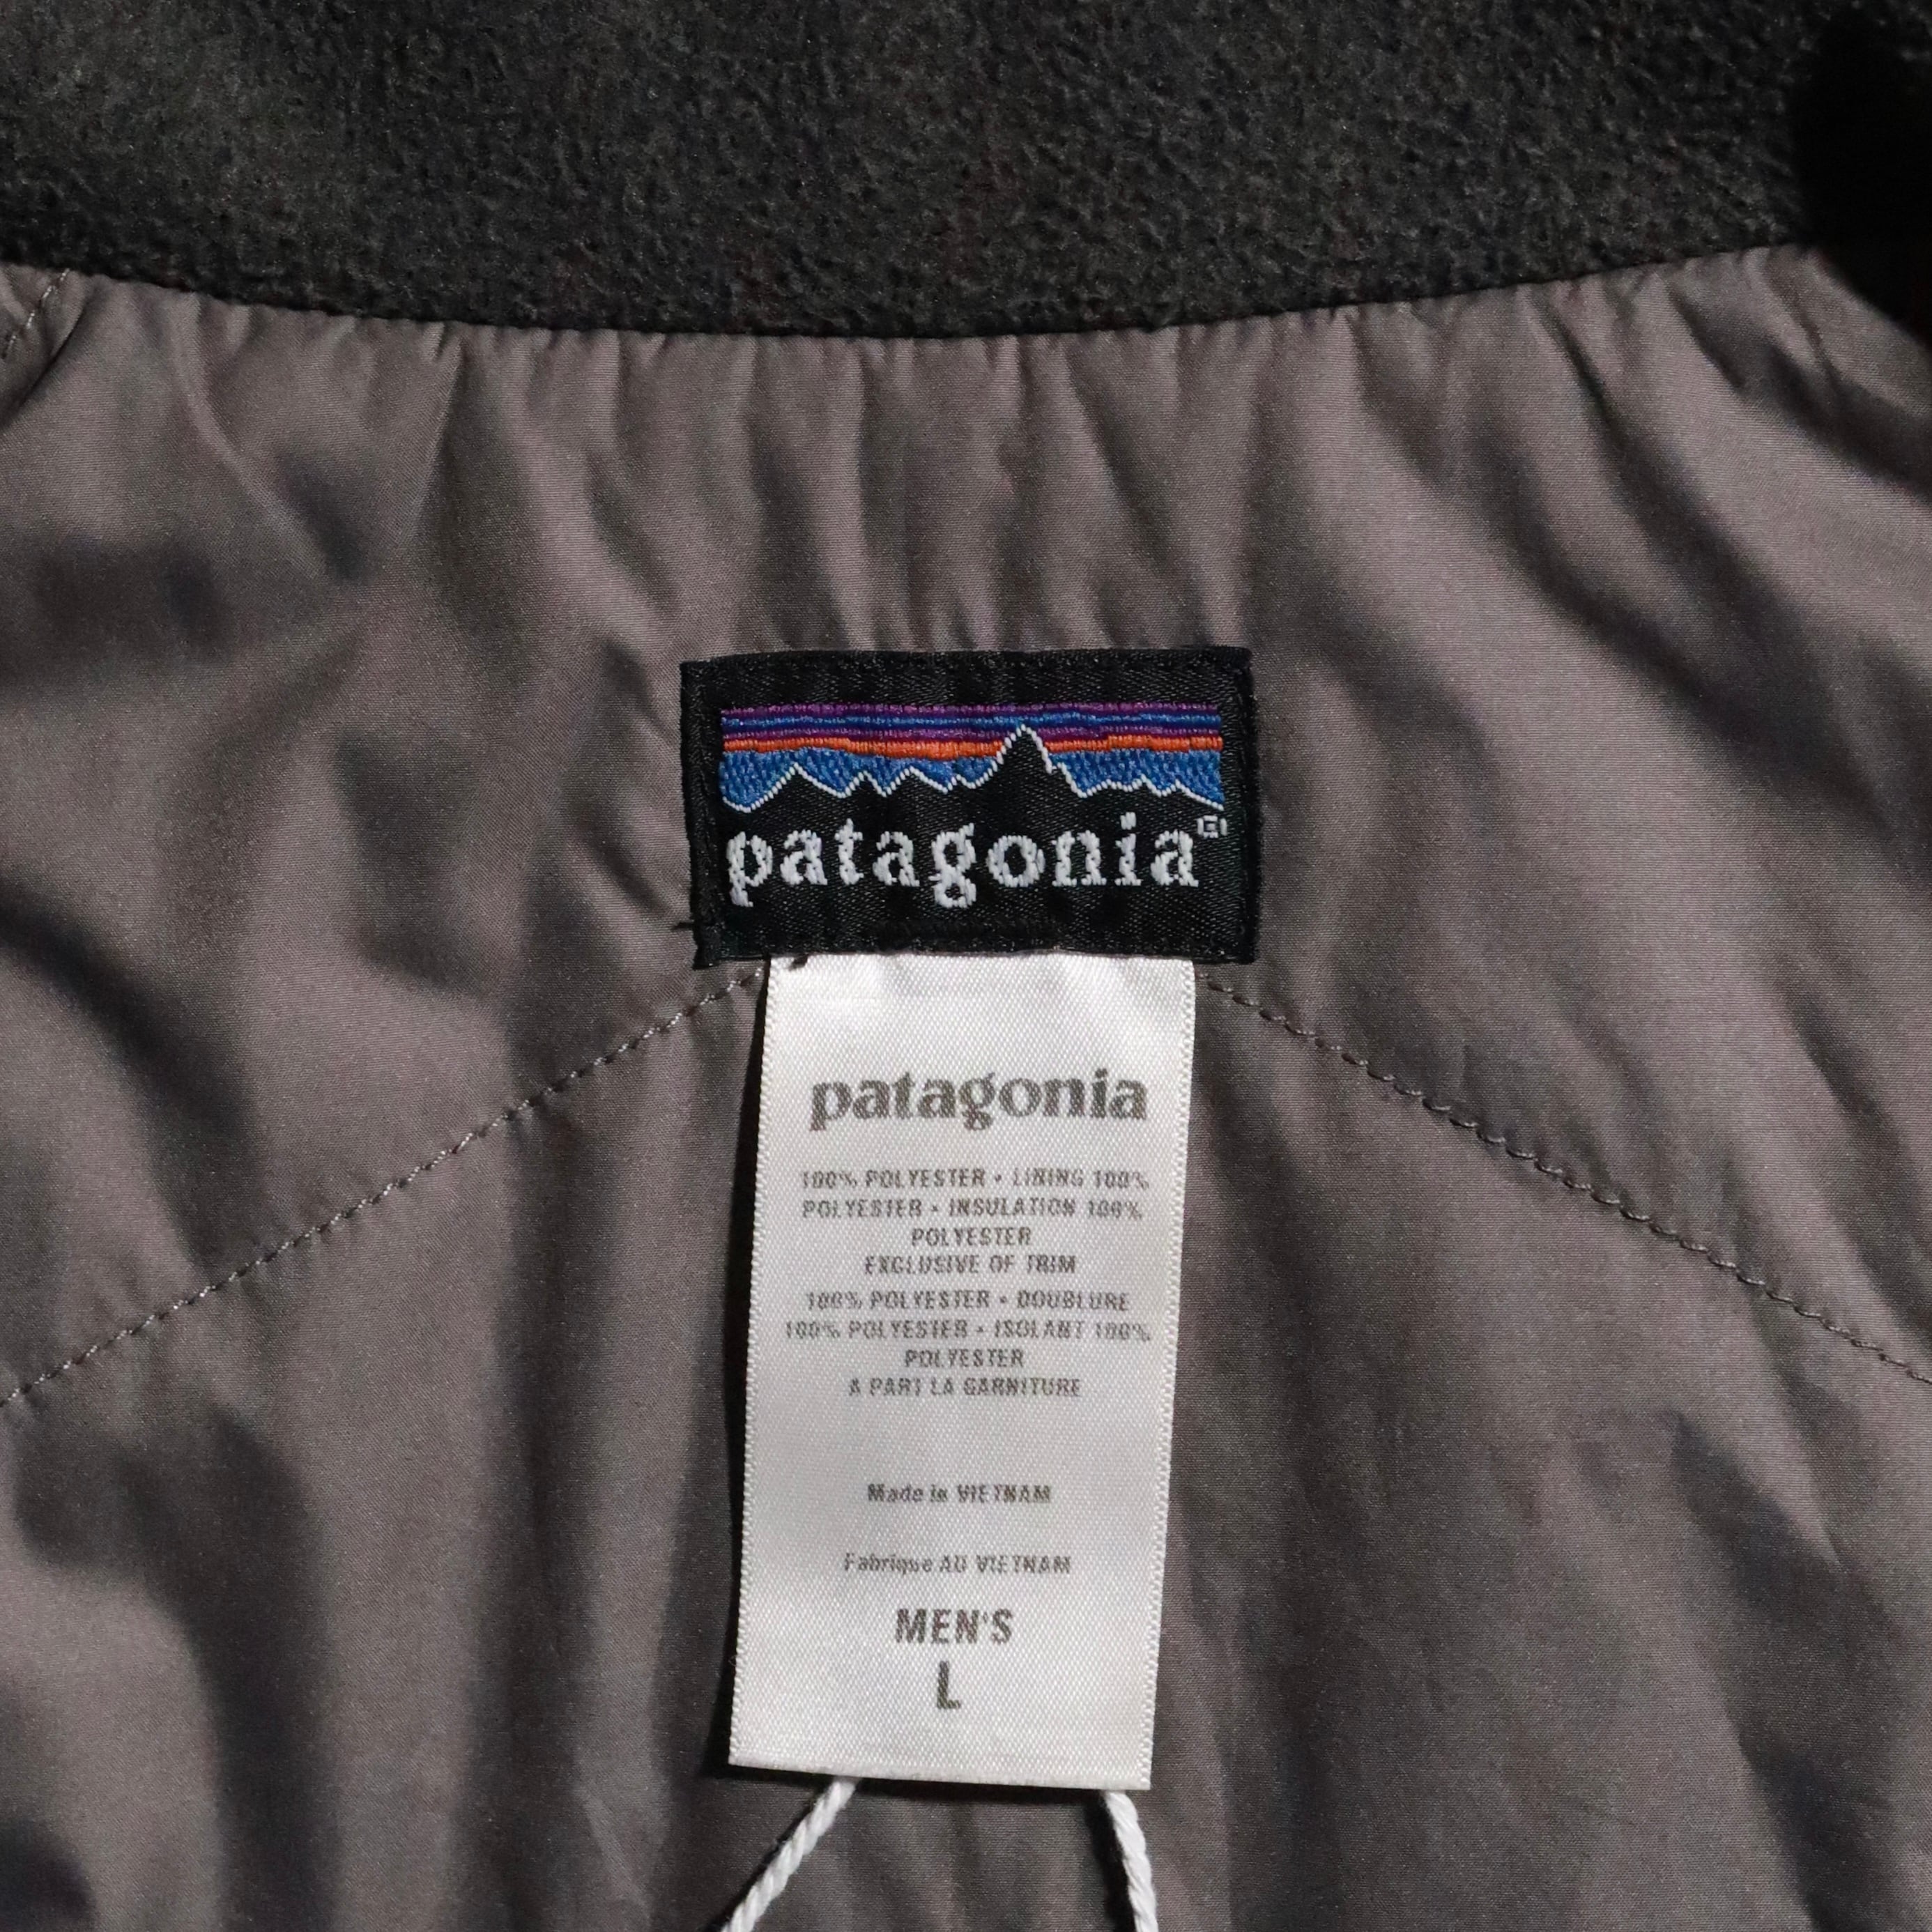 patagonia®
patagonia
100% POLYESTER • LINING 100%
POLYESTER • INSULATION 100%
POLYESTER
EXCLUSIVE OF TRIM
100% POLYESTER • DOUBLURE
100% POLYESTER • ISOLANT 100%
POLYESTER
A PART LA GARNITURE
Made in VIETNAM
Fabrique AU VIETNAM
MEN'S
L